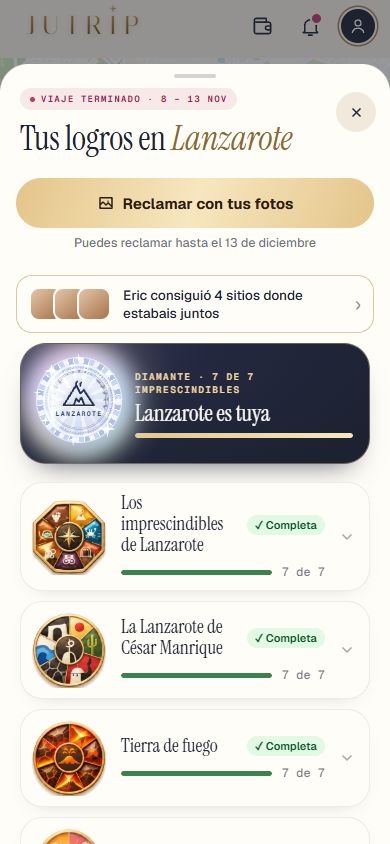 JUTRIP
VIAJE TERMINADO · 8 – 13 NOV
Tus logros en Lanzarote
Reclamar con tus fotos
Puedes reclamar hasta el 13 de diciembre
Eric consiguió 4 sitios donde
estabais juntos
LANZAROTE
DIAMANTE · 7 DE 7
IMPRESCINDIBLES
Lanzarote es tuya
Los
imprescindibles
de Lanzarote
✓ Completa
7 de 7
La Lanzarote de
César Manrique
✓ Completa
7 de 7
Tierra de fuego
✓ Completa
7 de 7